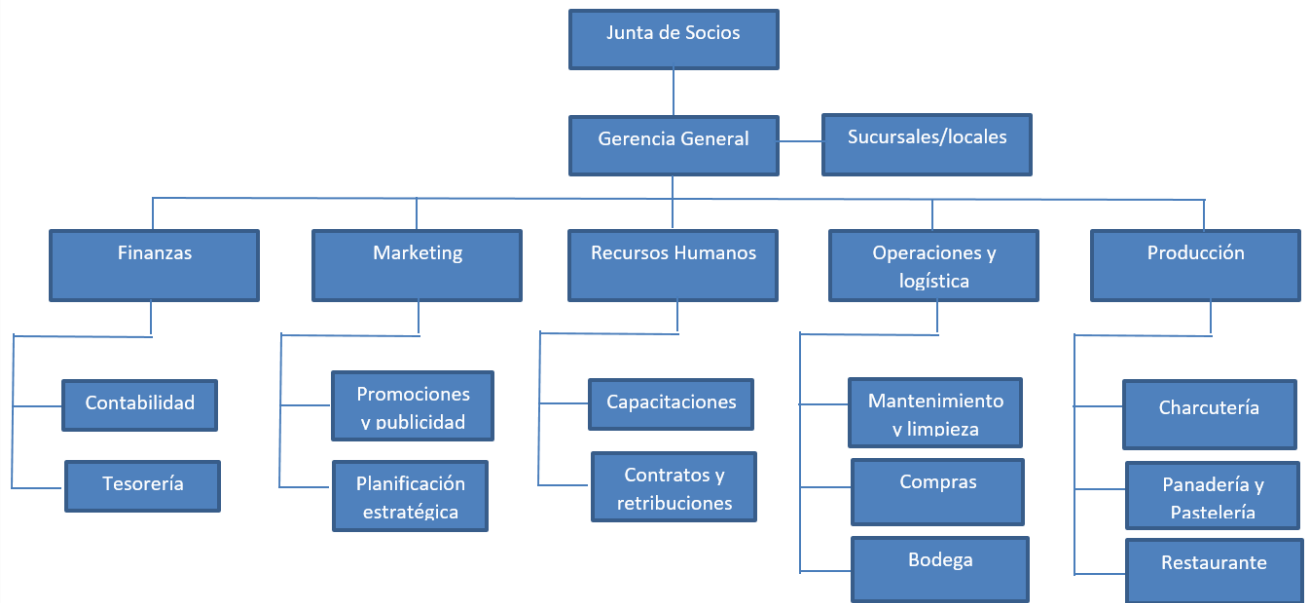 Junta de Socios
Gerencia General
Sucursales/locales
Finanzas
Marketing
Recursos Humanos
Operaciones y
logística
Producción
Contabilidad
Tesorería
Promociones
y publicidad
Planificación
estratégica
Capacitaciones
Contratos y
retribuciones
Mantenimiento
y limpieza
Compras
Bodega
Charcutería
Panadería y
Pastelería
Restaurante